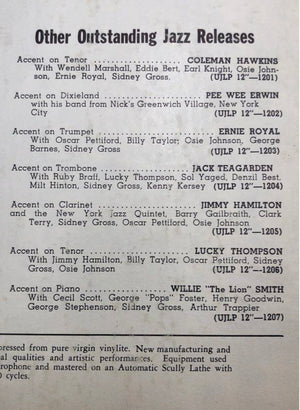 Other Outstanding Jazz Releases
Accent on Tenor .................. COLEMAN HAWKINS
With Wendell Marshall, Eddie Bert, Earl Knight, Osie John-
son, Ernie Royal, Sidney Gross. (UJLP 12"—1201)
Accent on Dixieland .......... PEE WEE ERWIN
with his band from Nick's Greenwich Village, New York
City (UJLP 12"—1202)
Accent on Trumpet .................. ERNIE ROYAL
With Oscar Pettiford, Billy Taylor; Osie Johnson, George
Barnes, Sidney Gross (UJLP 12"—1203)
Accent on Trombone ............ JACK TEAGARDEN
With Ruby Braff, Lucky Thompson, Sol Yaged, Denzil Best.
Milt Hinton, Sidney Gross, Kenny Kersey (UJLP 12"—1204)
Accent on Clarinet ............ JIMMY HAMILTON
and the New York Jazz Quintet, Barry Gailbraith, Clark
Terry, Sidney Gross, Oscar Pettiford, Osie Johnson
(UJLP 12"—1205)
Accent on Tenor ............ LUCKY THOMPSON
With Jimmy Hamilton, Billy Taylor, Oscar Pettiford, Sidney
Gross, Osie Johnson (UJLP 12"—1206)
Accent on Piano ........ WILLIE "The Lion" SMITH
With Cecil Scott, George "Pops" Foster, Henry Goodwin,
George Stephenson, Sidney Gross, Arthur Trappier
(UJLP 12"—1207)
pressed from pure virgin vinylite. New manufacturing and
qualities and artistic performances. Equipment used
and mastered on an Automatic Scully Lathe with
cycles.